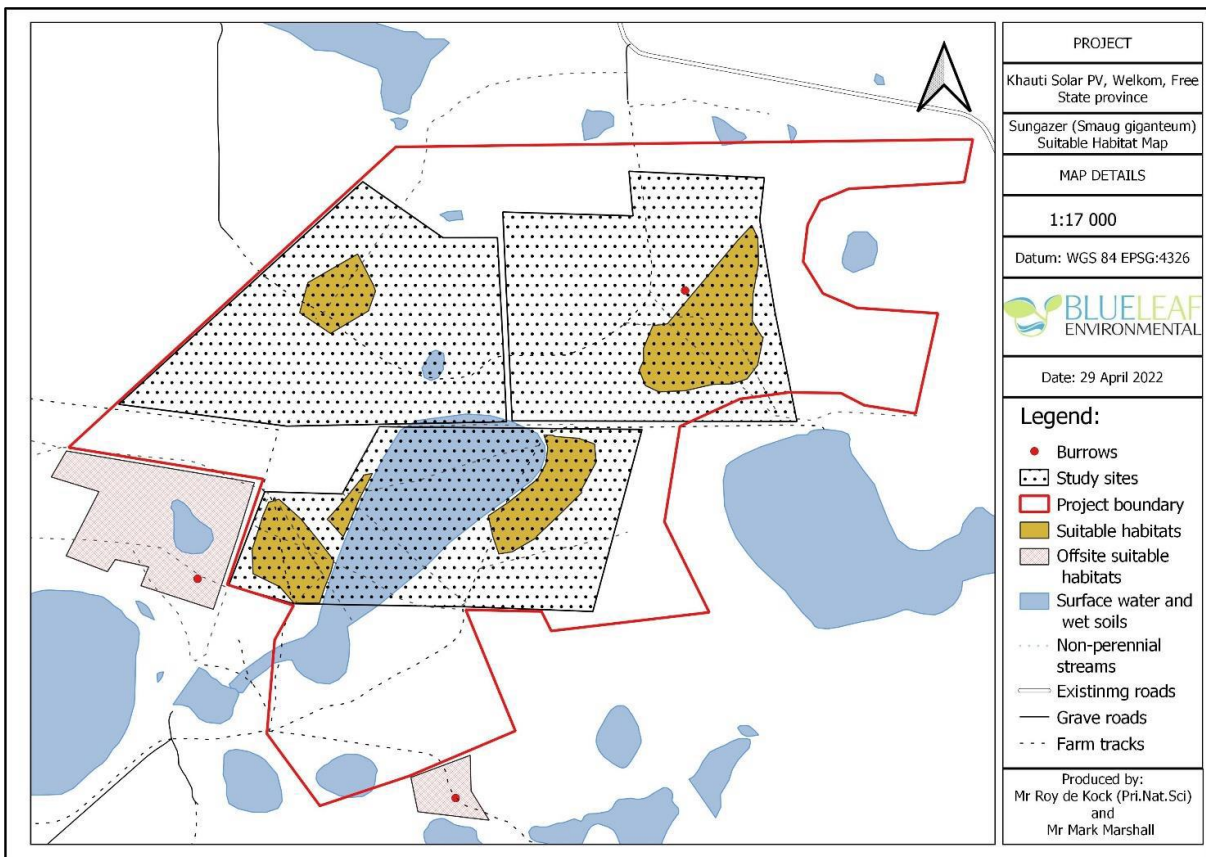 PROJECT
Khauti Solar PV, Welkom, Free
State province
Sungazer (Smaug giganteum)
Suitable Habitat Map
MAP DETAILS
1:17 000
Datum: WGS 84 EPSG:4326
BLUELEAF
ENVIRONMENTAL
Date: 29 April 2022
Legend:
Burrows
Study sites
Project boundary
Suitable habitats
Offsite suitable
habitats
Surface water and
wet soils
Non-perennial
streams
Existinmg roads
Grave roads
Farm tracks
Produced by:
Mr Roy de Kock (Pri.Nat.Sci)
and
Mr Mark Marshall